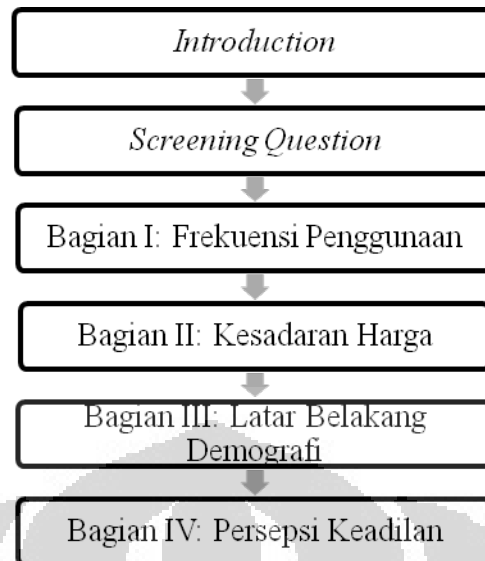 Introduction
Screening Question
Bagian I: Frekuensi Penggunaan
Bagian II: Kesadaran Harga
Bagian III: Latar Belakang
Demografi
Bagian IV: Persepsi Keadilan